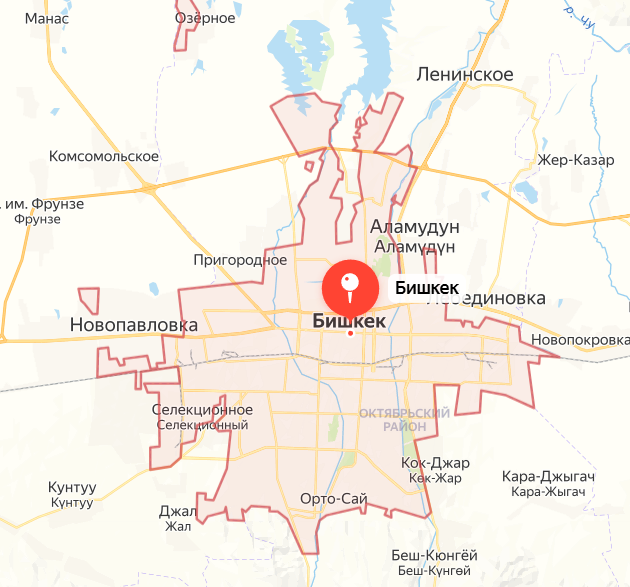 Манас
Озёрное
р. Чу
Ленинское
Комсомольское
Жер-Казар
. им. Фрунзе
Фрунзе
Аламудун
Аламүдүн
Пригородное
Бишкек
Новопавловка
Бишкек
Новопокровка
Селекционное
Селекционный
ОКТЯБРЬСКИЙ
РАЙОН
Кок-Джар
Көк-Жар
Кара-Джыгач
Кара-Жыгач
Кунтуу
Күнтуу
Орто-Сай
Джал
Жал
Беш-Кюнгёй
Беш-Күнгөй